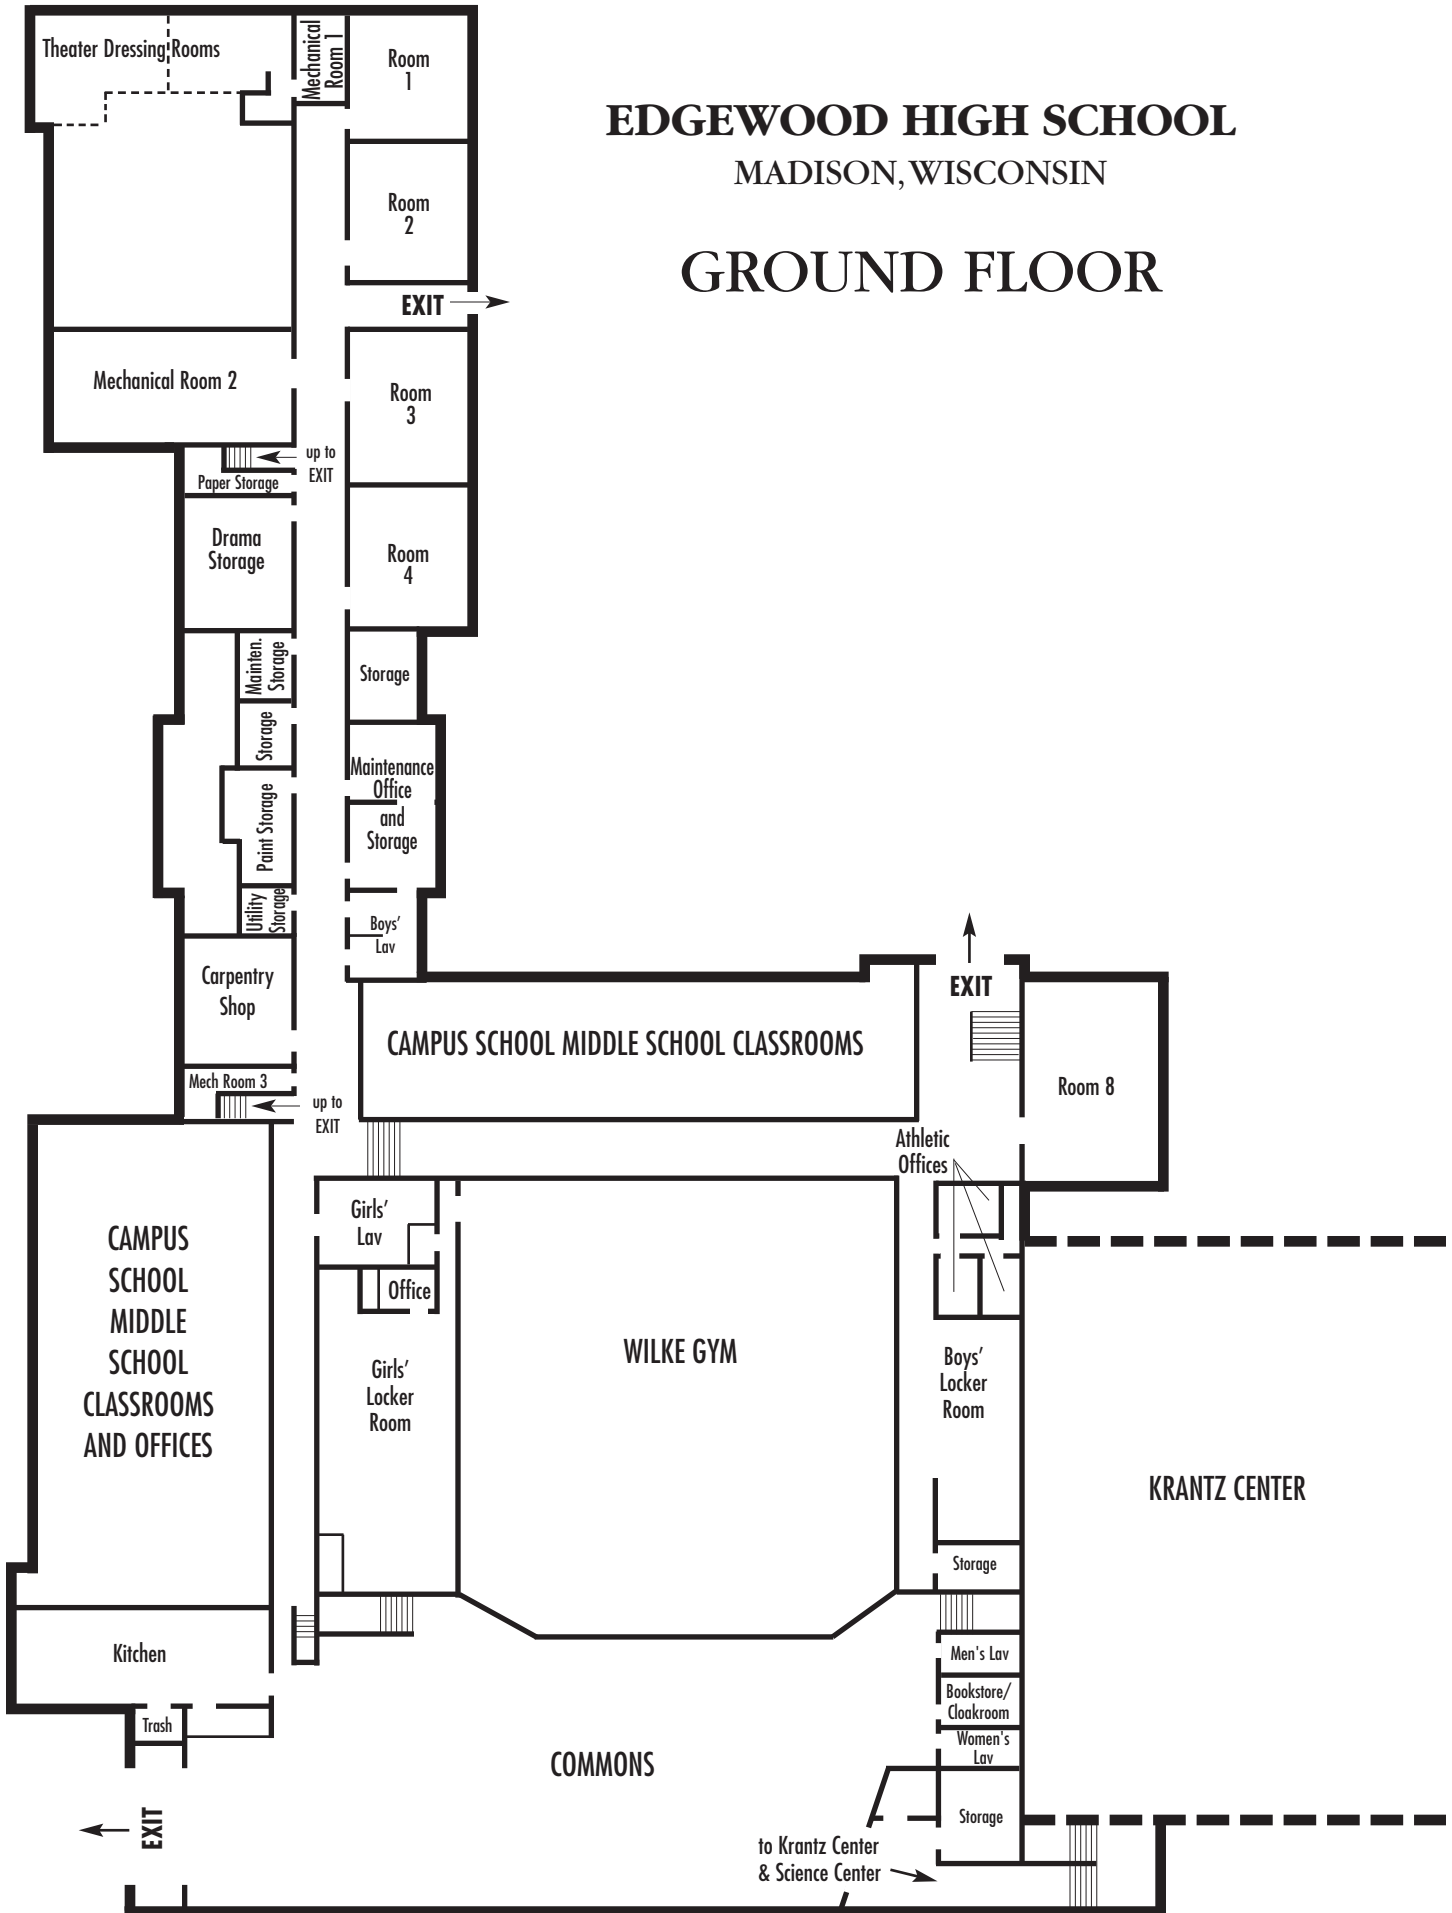 EDGEWOOD HIGH SCHOOL
MADISON, WISCONSIN
GROUND FLOOR
Theater Dressing Rooms
Mechanical
Room 1
Room
1
Room
2
EXIT
Mechanical Room 2
Room
3
up to
EXIT
Paper Storage
Drama
Storage
Room
4
Mainten.
Storage
Storage
Storage
Maintenance
Office
and
Storage
Paint Storage
Utility
Storage
Boys'
Lav
Carpentry
Shop
EXIT
CAMPUS SCHOOL MIDDLE SCHOOL CLASSROOMS
Mech Room 3
up to
EXIT
Room 8
Athletic
Offices
Girls'
Lav
Office
CAMPUS
SCHOOL
MIDDLE
SCHOOL
CLASSROOMS
AND OFFICES
Girls'
Locker
Room
WILKE GYM
Boys'
Locker
Room
KRANTZ CENTER
Storage
Kitchen
Men's Lav
Bookstore/
Cloakroom
Trash
Women's
Lav
COMMONS
Storage
EXIT
to Krantz Center
& Science Center